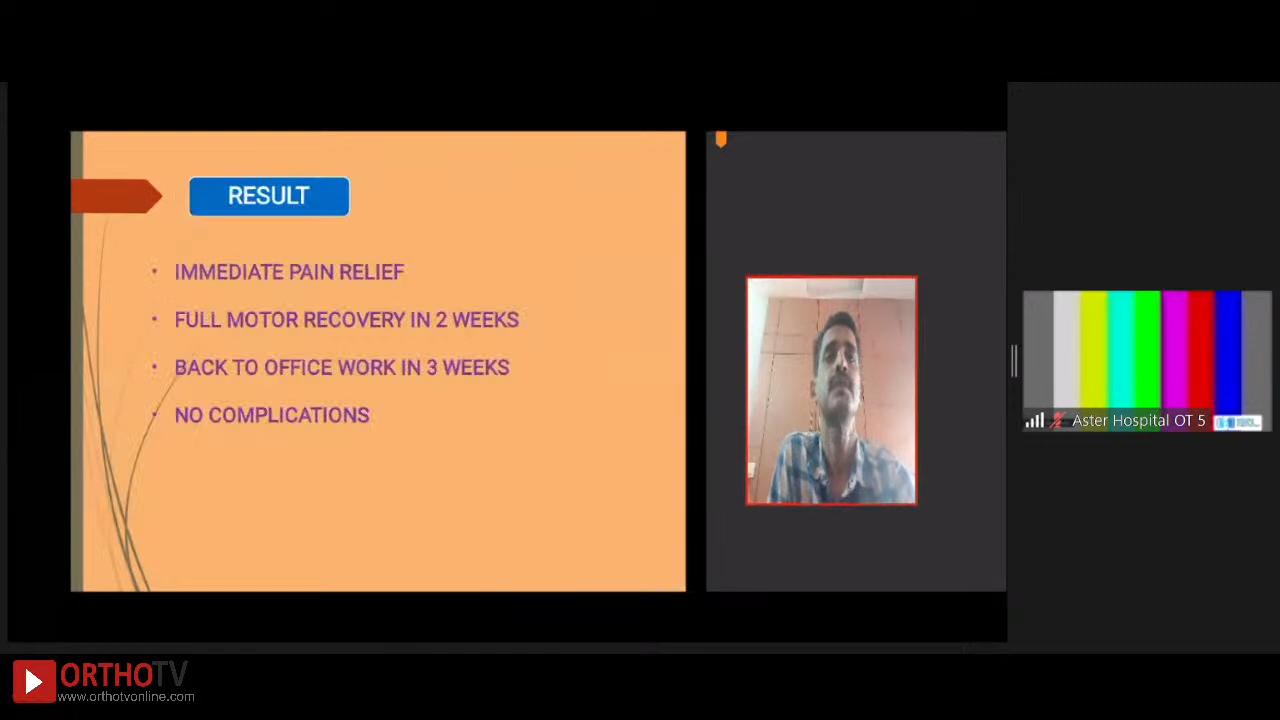 RESULT
• IMMEDIATE PAIN RELIEF
• FULL MOTOR RECOVERY IN 2 WEEKS
• BACK TO OFFICE WORK IN 3 WEEKS
• NO COMPLICATIONS
Aster Hospital OT 5
ORTHOTV
www.orthotvonline.com